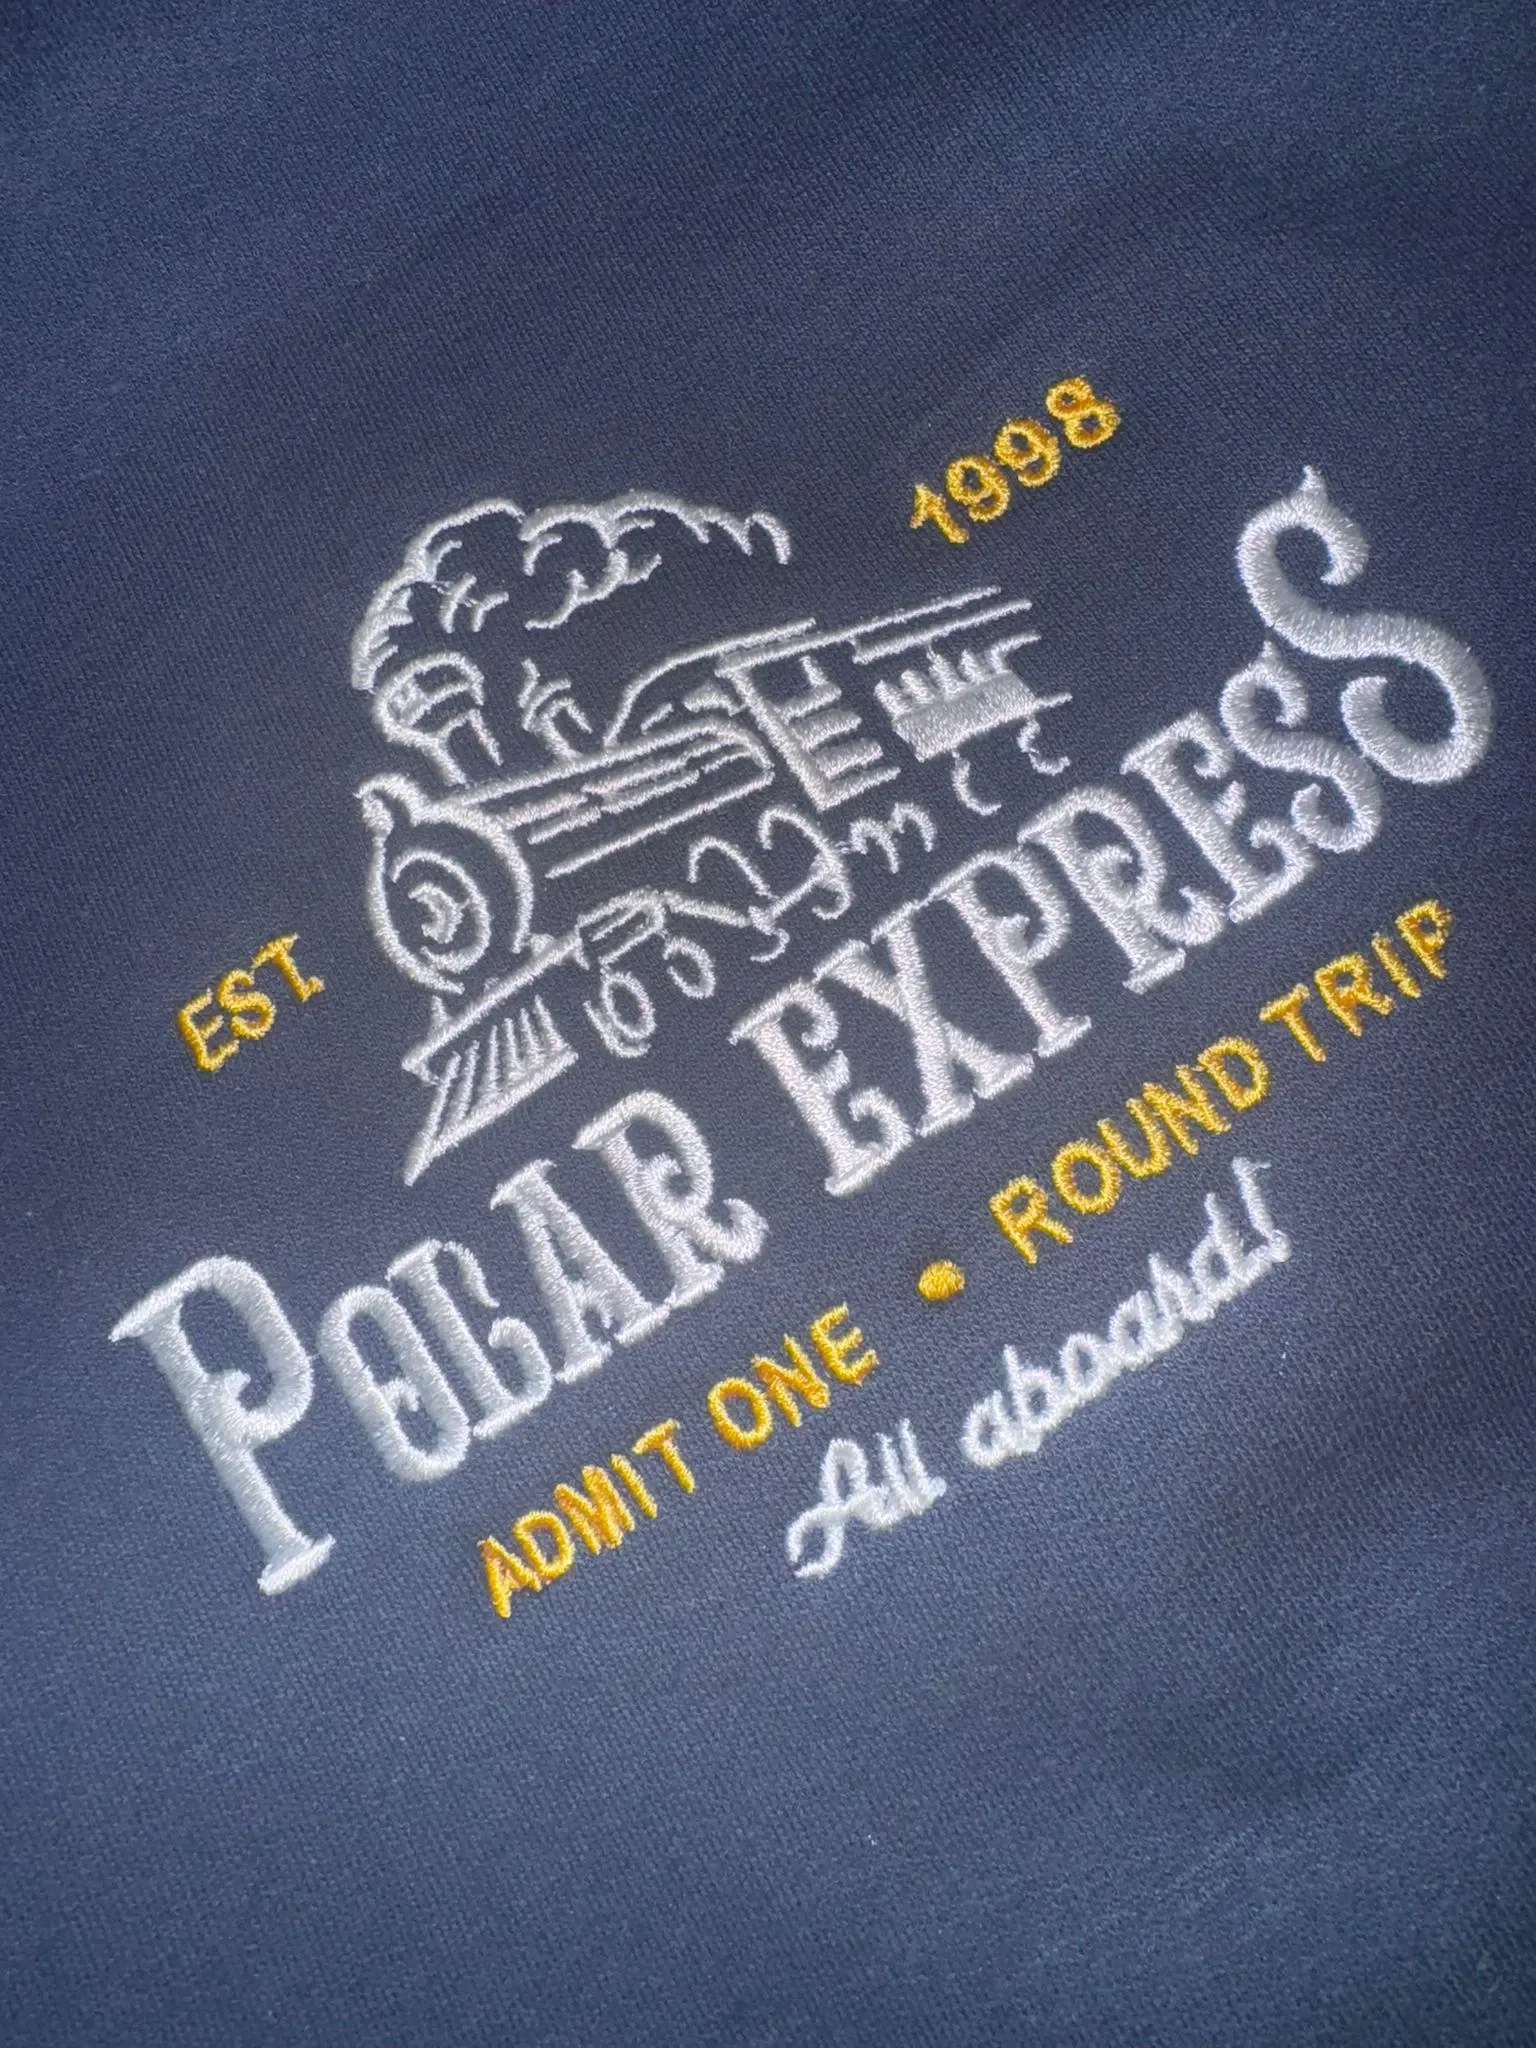 EST. 1998
POLAR EXPRESS
ADMIT ONE • ROUND TRIP
All aboard!